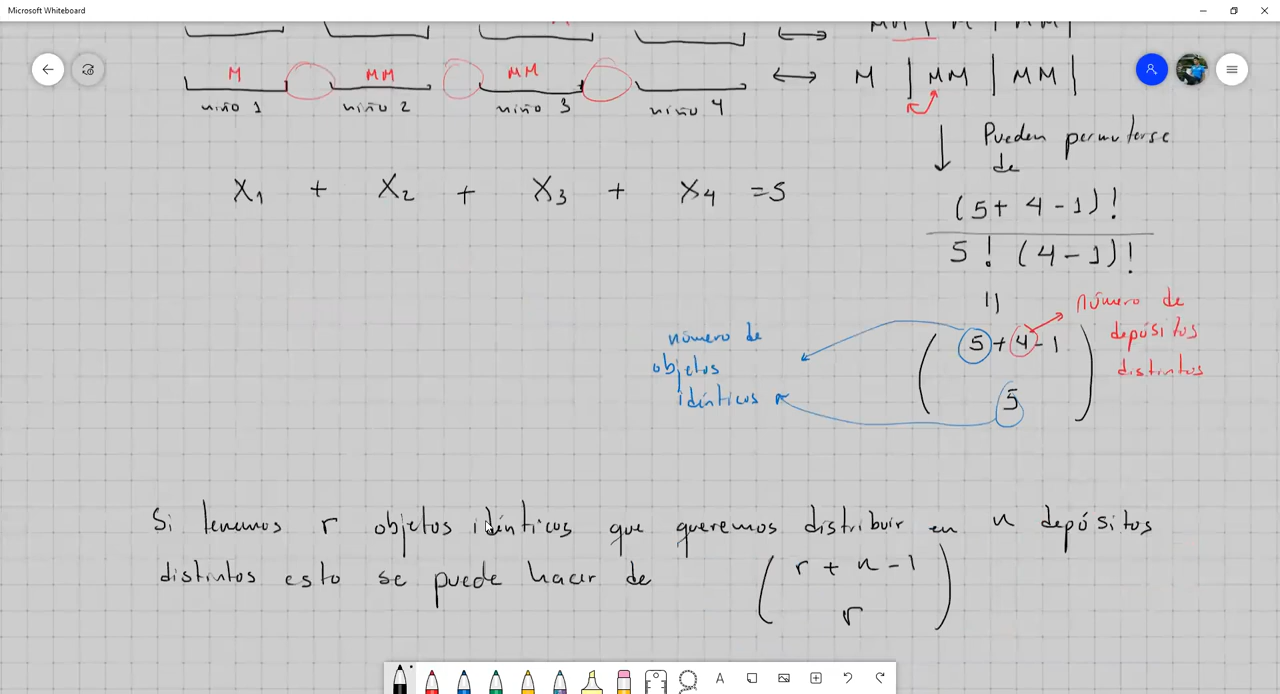 Microsoft Whiteboard
M MM MM ↔ M | MM | MM |
niño 1 niño 2 niño 3 niño 4
Pueden permutarse
de
X₁ + X₂ + X₃ + X₄ = 5
(5+ 4-1)!
5! (4-1)!
número de
depósitos
distintos
número de
objetos
idénticos
5+4-1
5
Si tenemos r objetos idénticos que queremos distribuir en n depósitos
distintos esto se puede hacer de
( r + n - 1
r )